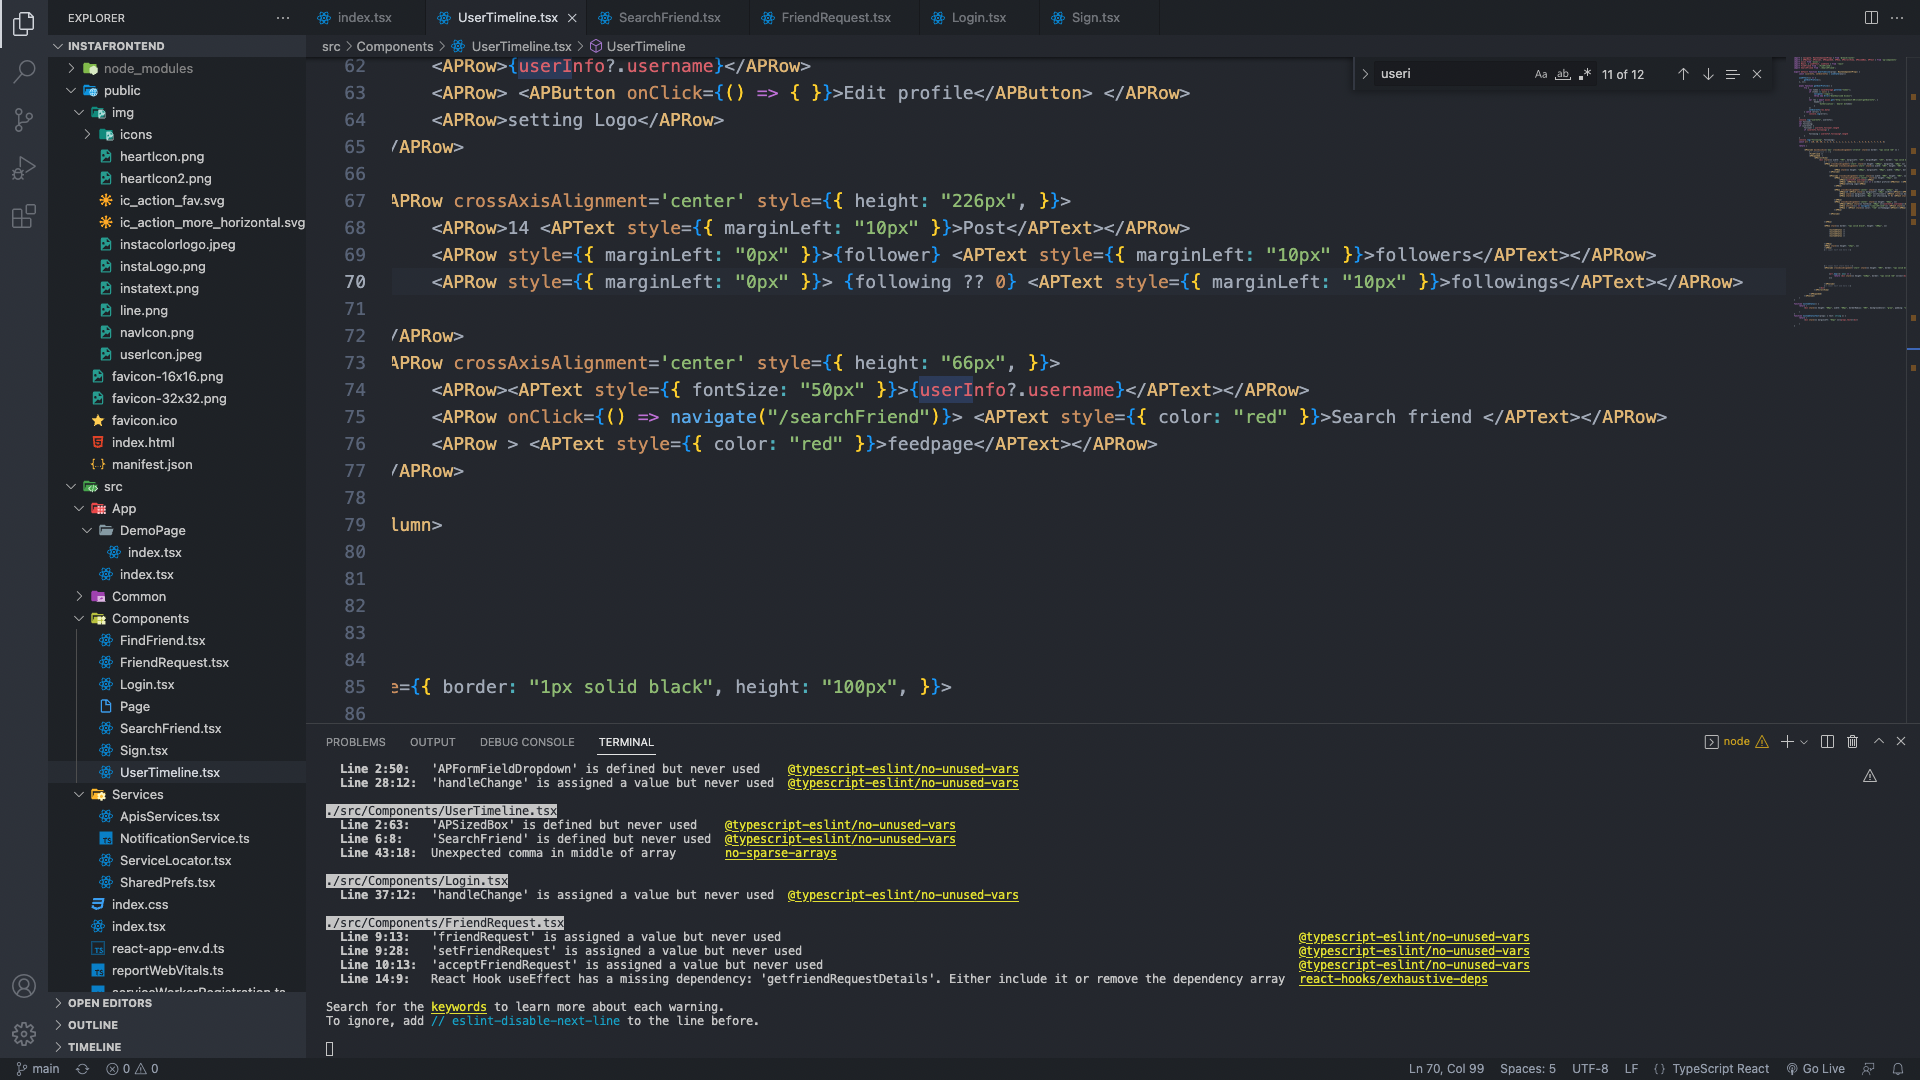 EXPLORER
index.tsx
UserTimeline.tsx
SearchFriend.tsx
FriendRequest.tsx
Login.tsx
Sign.tsx
INSTAFRONTEND
src > Components > UserTimeline.tsx > UserTimeline
node_modules
public
img
icons
heartIcon.png
heartIcon2.png
ic_action_fav.svg
ic_action_more_horizontal.svg
instacolorlogo.jpeg
instaLogo.png
instatext.png
line.png
navIcon.png
userIcon.jpeg
favicon-16x16.png
favicon-32x32.png
favicon.ico
index.html
manifest.json
src
App
DemoPage
index.tsx
index.tsx
Common
Components
FindFriend.tsx
FriendRequest.tsx
Login.tsx
Page
SearchFriend.tsx
Sign.tsx
UserTimeline.tsx
Services
ApisServices.tsx
NotificationService.ts
ServiceLocator.tsx
SharedPrefs.tsx
index.css
index.tsx
react-app-env.d.ts
reportWebVitals.ts
serviceWorkerRegistration.ts
OPEN EDITORS
OUTLINE
TIMELINE
useri
Aa ab .* 11 of 12
62 <APRow>{userInfo?.username}</APRow>
63 <APRow> <APButton onClick={() => { }}>Edit profile</APButton> </APRow>
64 <APRow>setting Logo</APRow>
65 /APRow>
66
67 APRow crossAxisAlignment='center' style={{ height: "226px", }}>
68 <APRow>14 <APText style={{ marginLeft: "10px" }}>Post</APText></APRow>
69 <APRow style={{ marginLeft: "0px" }}>{follower} <APText style={{ marginLeft: "10px" }}>followers</APText></APRow>
70 <APRow style={{ marginLeft: "0px" }}> {following ?? 0} <APText style={{ marginLeft: "10px" }}>followings</APText></APRow>
71
72 /APRow>
73 APRow crossAxisAlignment='center' style={{ height: "66px", }}>
74 <APRow><APText style={{ fontSize: "50px" }}>{userInfo?.username}</APText></APRow>
75 <APRow onClick={() => navigate("/searchFriend")}> <APText style={{ color: "red" }}>Search friend </APText></APRow>
76 <APRow > <APText style={{ color: "red" }}>feedpage</APText></APRow>
77 /APRow>
78
79 lumn>
80
81
82
83
84
85 e={{ border: "1px solid black", height: "100px", }}>
86
PROBLEMS
OUTPUT
DEBUG CONSOLE
TERMINAL
node
Line 2:50: 'APFormFieldDropdown' is defined but never used @typescript-eslint/no-unused-vars
Line 28:12: 'handleChange' is assigned a value but never used @typescript-eslint/no-unused-vars
./src/Components/UserTimeline.tsx
Line 2:63: 'APSizedBox' is defined but never used @typescript-eslint/no-unused-vars
Line 6:8: 'SearchFriend' is defined but never used @typescript-eslint/no-unused-vars
Line 43:18: Unexpected comma in middle of array no-sparse-arrays
./src/Components/Login.tsx
Line 37:12: 'handleChange' is assigned a value but never used @typescript-eslint/no-unused-vars
./src/Components/FriendRequest.tsx
Line 9:13: 'friendRequest' is assigned a value but never used @typescript-eslint/no-unused-vars
Line 9:28: 'setFriendRequest' is assigned a value but never used @typescript-eslint/no-unused-vars
Line 10:13: 'acceptFriendRequest' is assigned a value but never used @typescript-eslint/no-unused-vars
Line 14:9: React Hook useEffect has a missing dependency: 'getfriendRequestDetails'. Either include it or remove the dependency array react-hooks/exhaustive-deps
Search for the keywords to learn more about each warning.
To ignore, add // eslint-disable-next-line to the line before.
main
0 0
Ln 70, Col 99
Spaces: 5
UTF-8
LF
{ } TypeScript React
Go Live